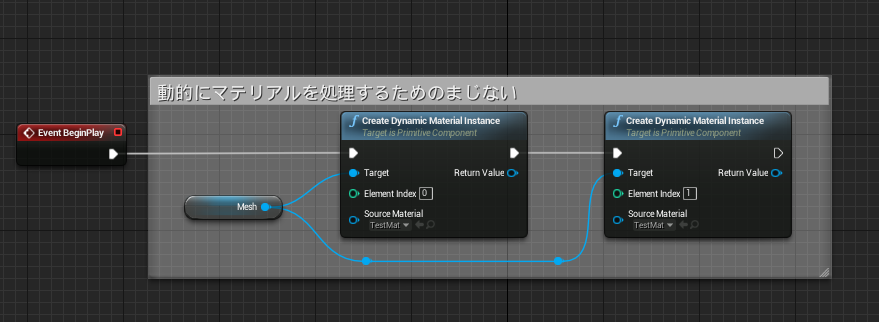 動的にマテリアルを処理するためのまじない
Event BeginPlay
Mesh
Create Dynamic Material Instance
Target is Primitive Component
Target
Return Value
Element Index 0
Source Material
TestMat
Create Dynamic Material Instance
Target is Primitive Component
Target
Return Value
Element Index 1
Source Material
TestMat